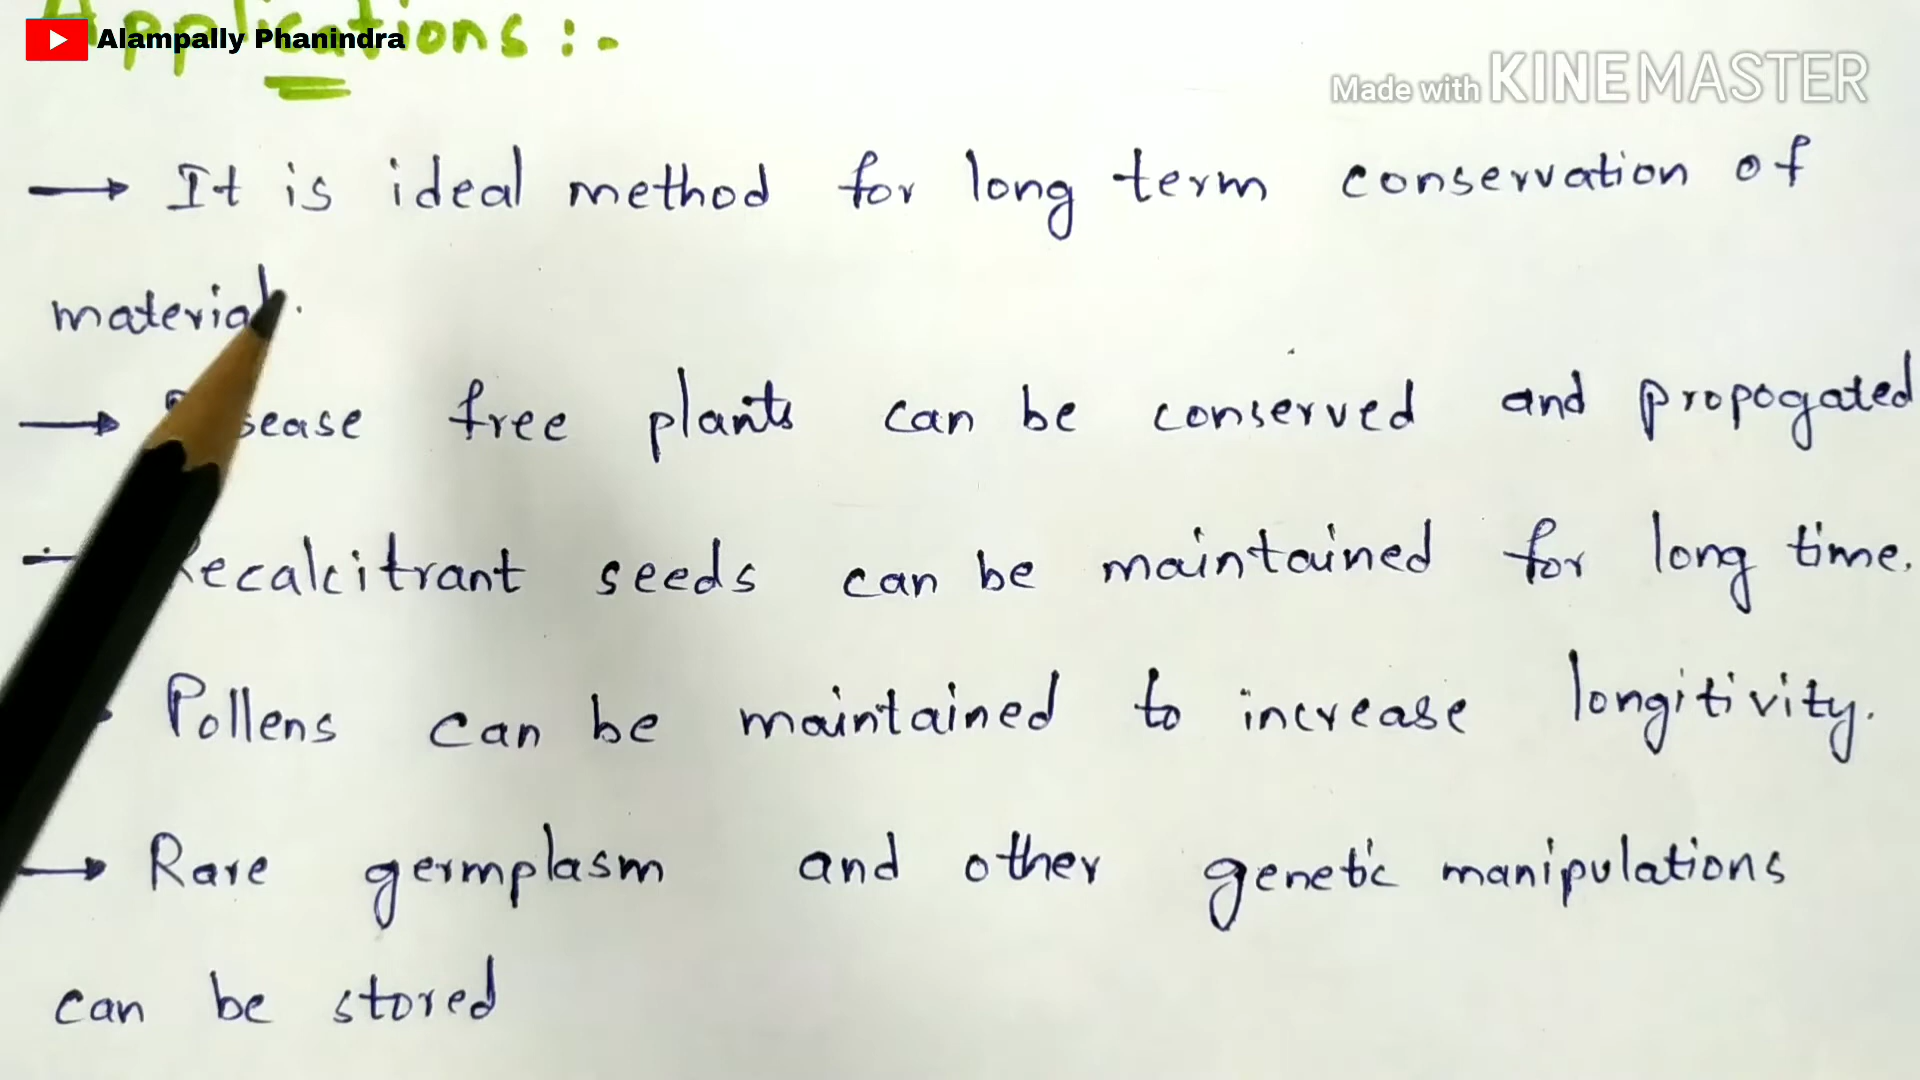 Applications :-
Alampally Phanindra
Made with KINEMASTER
→ It is ideal method for long term conservation of
material.
→ free plants can be conserved and propogated
Recalcitrant seeds can be maintained for long time.
Pollens can be maintained to increase longitivity.
→ Rare germplasm and other genetic manipulations
can be stored